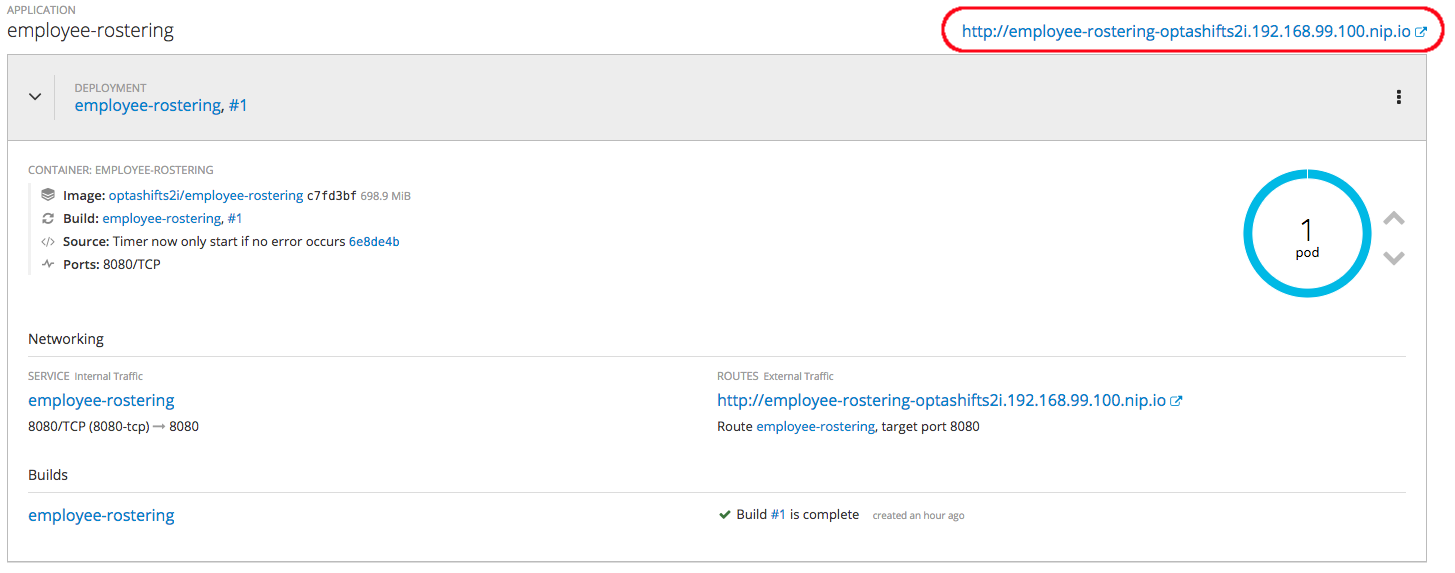 APPLICATION
employee-rostering
http://employee-rostering-optashifts2i.192.168.99.100.nip.io
DEPLOYMENT
employee-rostering, #1
CONTAINER: EMPLOYEE-ROSTERING
Image: optashifts2i/employee-rostering c7fd3bf 698.9 MiB
Build: employee-rostering, #1
</> Source: Timer now only start if no error occurs 6e8de4b
Ports: 8080/TCP
1
pod
Networking
SERVICE Internal Traffic
employee-rostering
8080/TCP (8080-tcp) → 8080
ROUTES External Traffic
http://employee-rostering-optashifts2i.192.168.99.100.nip.io
Route employee-rostering, target port 8080
Builds
employee-rostering
Build #1 is complete created an hour ago